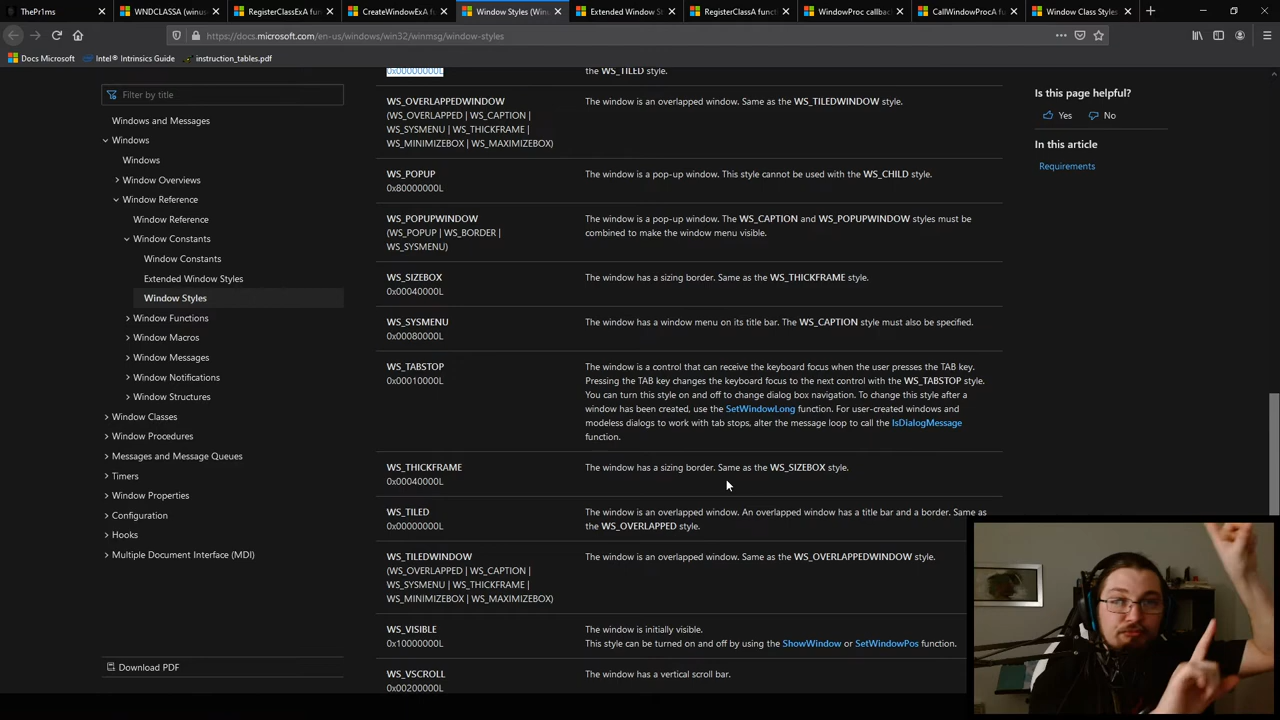 ThePr1ms
WNDCLASSA (winus
RegisterClassExA fun
CreateWindowExA fu
Window Styles (Winu
Extended Window St
RegisterClassA funct
WindowProc callback
CallWindowProcA fu
Window Class Styles
https://docs.microsoft.com/en-us/windows/win32/winmsg/window-styles
Docs Microsoft
Intel® Intrinsics Guide
instruction_tables.pdf
Filter by title
Windows and Messages
Windows
Windows
Window Overviews
Window Reference
Window Reference
Window Constants
Window Constants
Extended Window Styles
Window Styles
Window Functions
Window Macros
Window Messages
Window Notifications
Window Structures
Window Classes
Window Procedures
Messages and Message Queues
Timers
Window Properties
Configuration
Hooks
Multiple Document Interface (MDI)
Download PDF
0x00000000L
the WS_TILED style.
WS_OVERLAPPEDWINDOW
(WS_OVERLAPPED | WS_CAPTION |
WS_SYSMENU | WS_THICKFRAME |
WS_MINIMIZEBOX | WS_MAXIMIZEBOX)
The window is an overlapped window. Same as the WS_TILEDWINDOW style.
WS_POPUP
0x80000000L
The window is a pop-up window. This style cannot be used with the WS_CHILD style.
WS_POPUPWINDOW
(WS_POPUP | WS_BORDER |
WS_SYSMENU)
The window is a pop-up window. The WS_CAPTION and WS_POPUPWINDOW styles must be
combined to make the window menu visible.
WS_SIZEBOX
0x00040000L
The window has a sizing border. Same as the WS_THICKFRAME style.
WS_SYSMENU
0x00080000L
The window has a window menu on its title bar. The WS_CAPTION style must also be specified.
WS_TABSTOP
0x00010000L
The window is a control that can receive the keyboard focus when the user presses the TAB key.
Pressing the TAB key changes the keyboard focus to the next control with the WS_TABSTOP style.
You can turn this style on and off to change dialog box navigation. To change this style after a
window has been created, use the SetWindowLong function. For user-created windows and
modeless dialogs to work with tab stops, alter the message loop to call the IsDialogMessage
function.
WS_THICKFRAME
0x00040000L
The window has a sizing border. Same as the WS_SIZEBOX style.
WS_TILED
0x00000000L
The window is an overlapped window. An overlapped window has a title bar and a border. Same as
the WS_OVERLAPPED style.
WS_TILEDWINDOW
(WS_OVERLAPPED | WS_CAPTION |
WS_SYSMENU | WS_THICKFRAME |
WS_MINIMIZEBOX | WS_MAXIMIZEBOX)
The window is an overlapped window. Same as the WS_OVERLAPPEDWINDOW style.
WS_VISIBLE
0x10000000L
The window is initially visible.
This style can be turned on and off by using the ShowWindow or SetWindowPos function.
WS_VSCROLL
0x00200000L
The window has a vertical scroll bar.
Is this page helpful?
Yes
No
In this article
Requirements